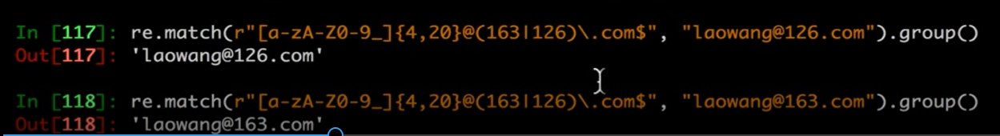 In [117]: re.match(r"[a-zA-Z0-9_]{4,20}@(163|126)\.com$", "laowang@126.com").group()
Out[117]: 'laowang@126.com'
In [118]: re.match(r"[a-zA-Z0-9_]{4,20}@(163|126)\.com$", "laowang@163.com").group()
Out[118]: 'laowang@163.com'